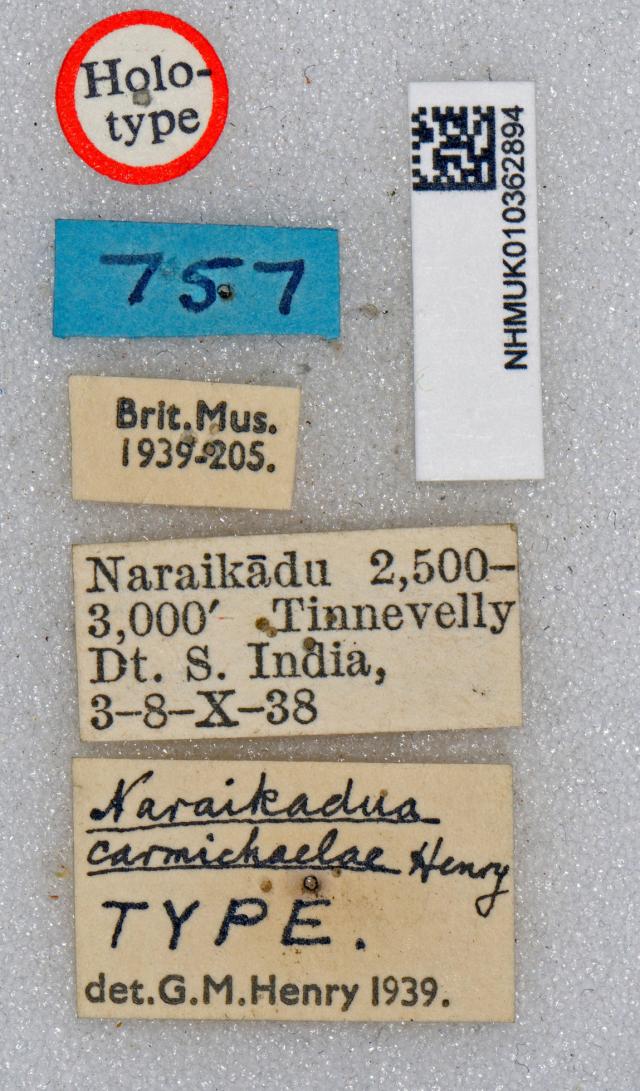 Holo-
type
NHMUK010362894
757
Brit.Mus.
1939-205.
Naraikādu 2,500–
3,000′ Tinnevelly
Dt. S. India,
3–8–X–38
Naraikadua
carmichaelae Henry
TYPE.
det.G.M.Henry 1939.